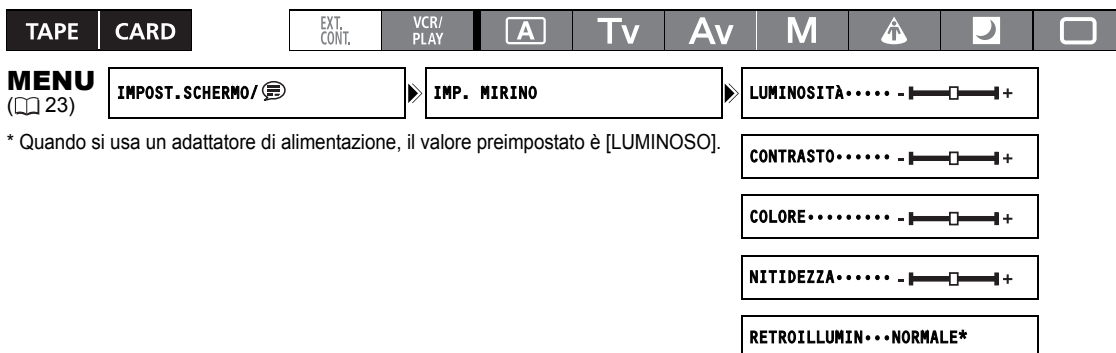 TAPE CARD EXT. CONT. VCR/ PLAY A Tv Av M
MENU
(23)
IMPOST.SCHERMO/
IMP. MIRINO
LUMINOSITÀ••••• - +
* Quando si usa un adattatore di alimentazione, il valore preimpostato è [LUMINOSO].
CONTRASTO•••••• - +
COLORE••••••••• - +
NITIDEZZA•••••• - +
RETROILLUMIN•••NORMALE*